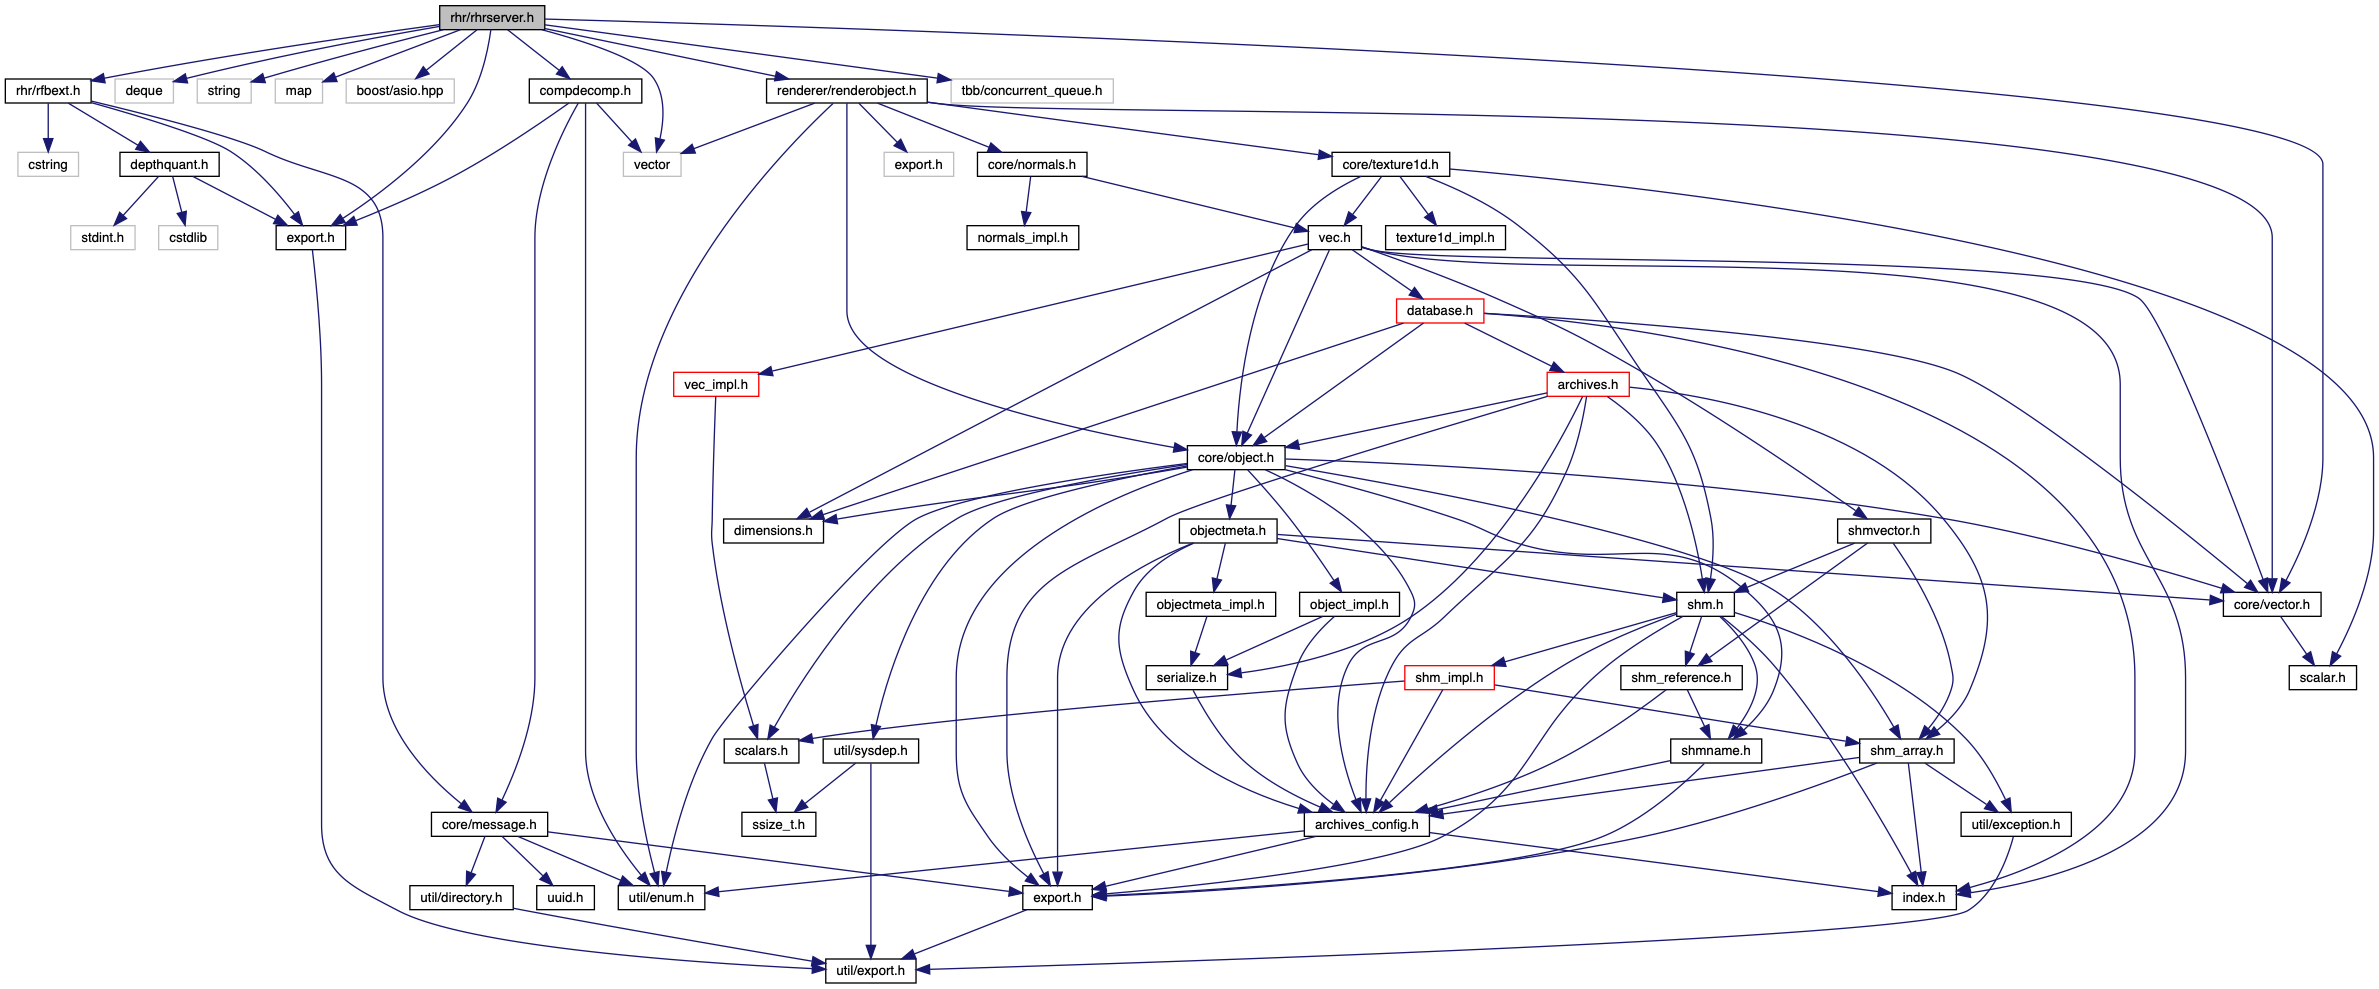 rhr/rhrserver.h
rhr/rfbext.h
deque
string
map
boost/asio.hpp
compdecomp.h
renderer/renderobject.h
tbb/concurrent_queue.h
cstring
depthquant.h
vector
export.h
core/normals.h
core/texture1d.h
stdint.h
cstdlib
export.h
normals_impl.h
vec.h
texture1d_impl.h
database.h
vec_impl.h
archives.h
core/object.h
dimensions.h
objectmeta.h
shmvector.h
objectmeta_impl.h
object_impl.h
shm.h
core/vector.h
serialize.h
shm_impl.h
shm_reference.h
scalar.h
scalars.h
util/sysdep.h
shmname.h
shm_array.h
core/message.h
ssize_t.h
archives_config.h
util/exception.h
util/directory.h
uuid.h
util/enum.h
export.h
index.h
util/export.h